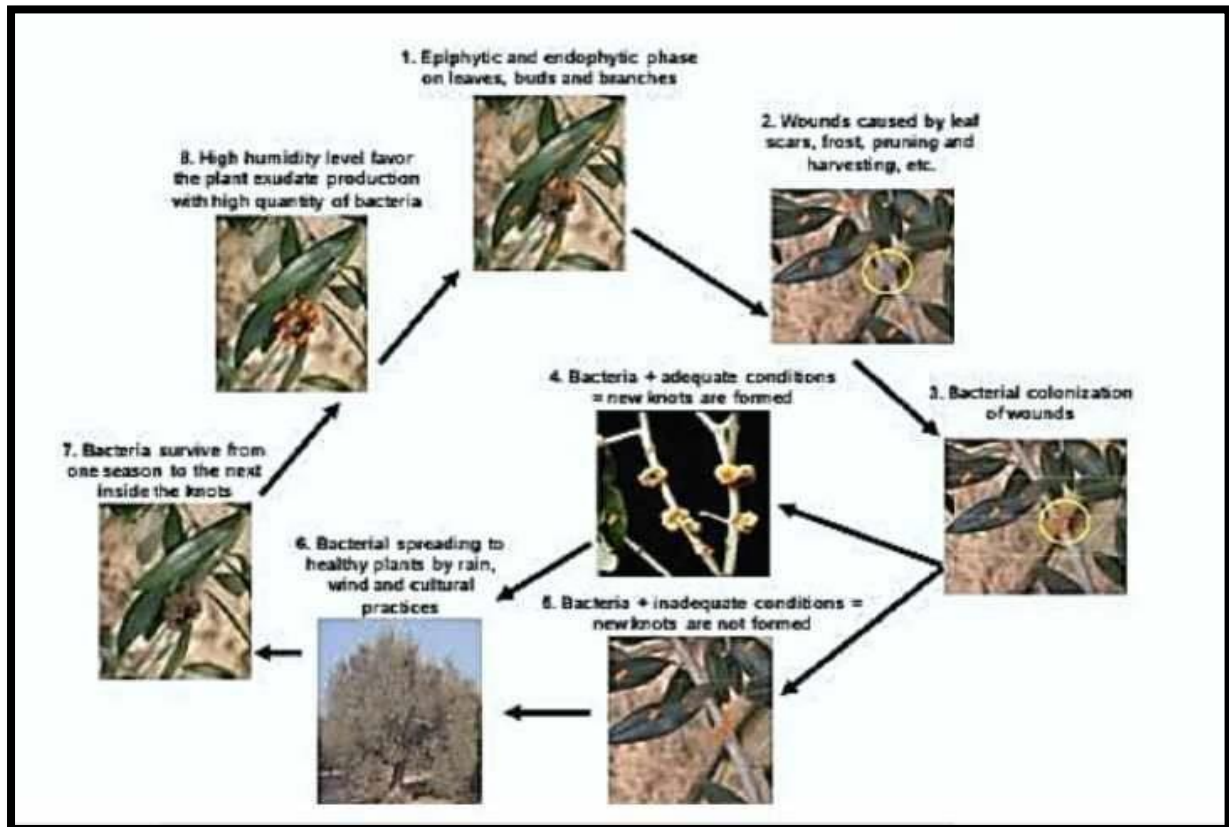 1. Epiphytic and endophytic phase
on leaves, buds and branches
2. Wounds caused by leaf
scars, frost, pruning and
harvesting, etc.
3. Bacterial colonization
of wounds
4. Bacteria + adequate conditions
= new knots are formed
5. Bacteria + inadequate conditions =
new knots are not formed
6. Bacterial spreading to
healthy plants by rain,
wind and cultural
practices
7. Bacteria survive from
one season to the next
inside the knots
8. High humidity level favor
the plant exudate production
with high quantity of bacteria